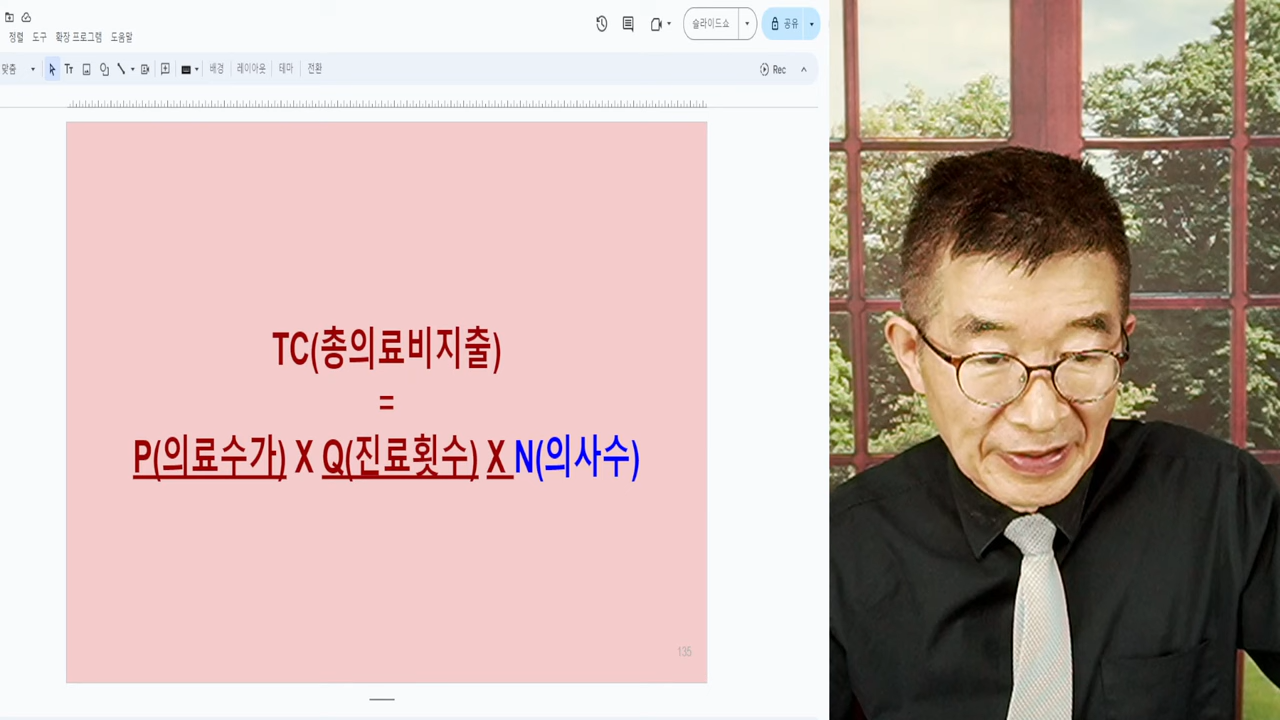 정렬 도구 확장 프로그램 도움말
슬라이드쇼
공유
맞춤
배경 레이아웃 테마 전환
Rec
TC(총의료비지출)
=
P(의료수가) X Q(진료횟수) X N(의사수)
135